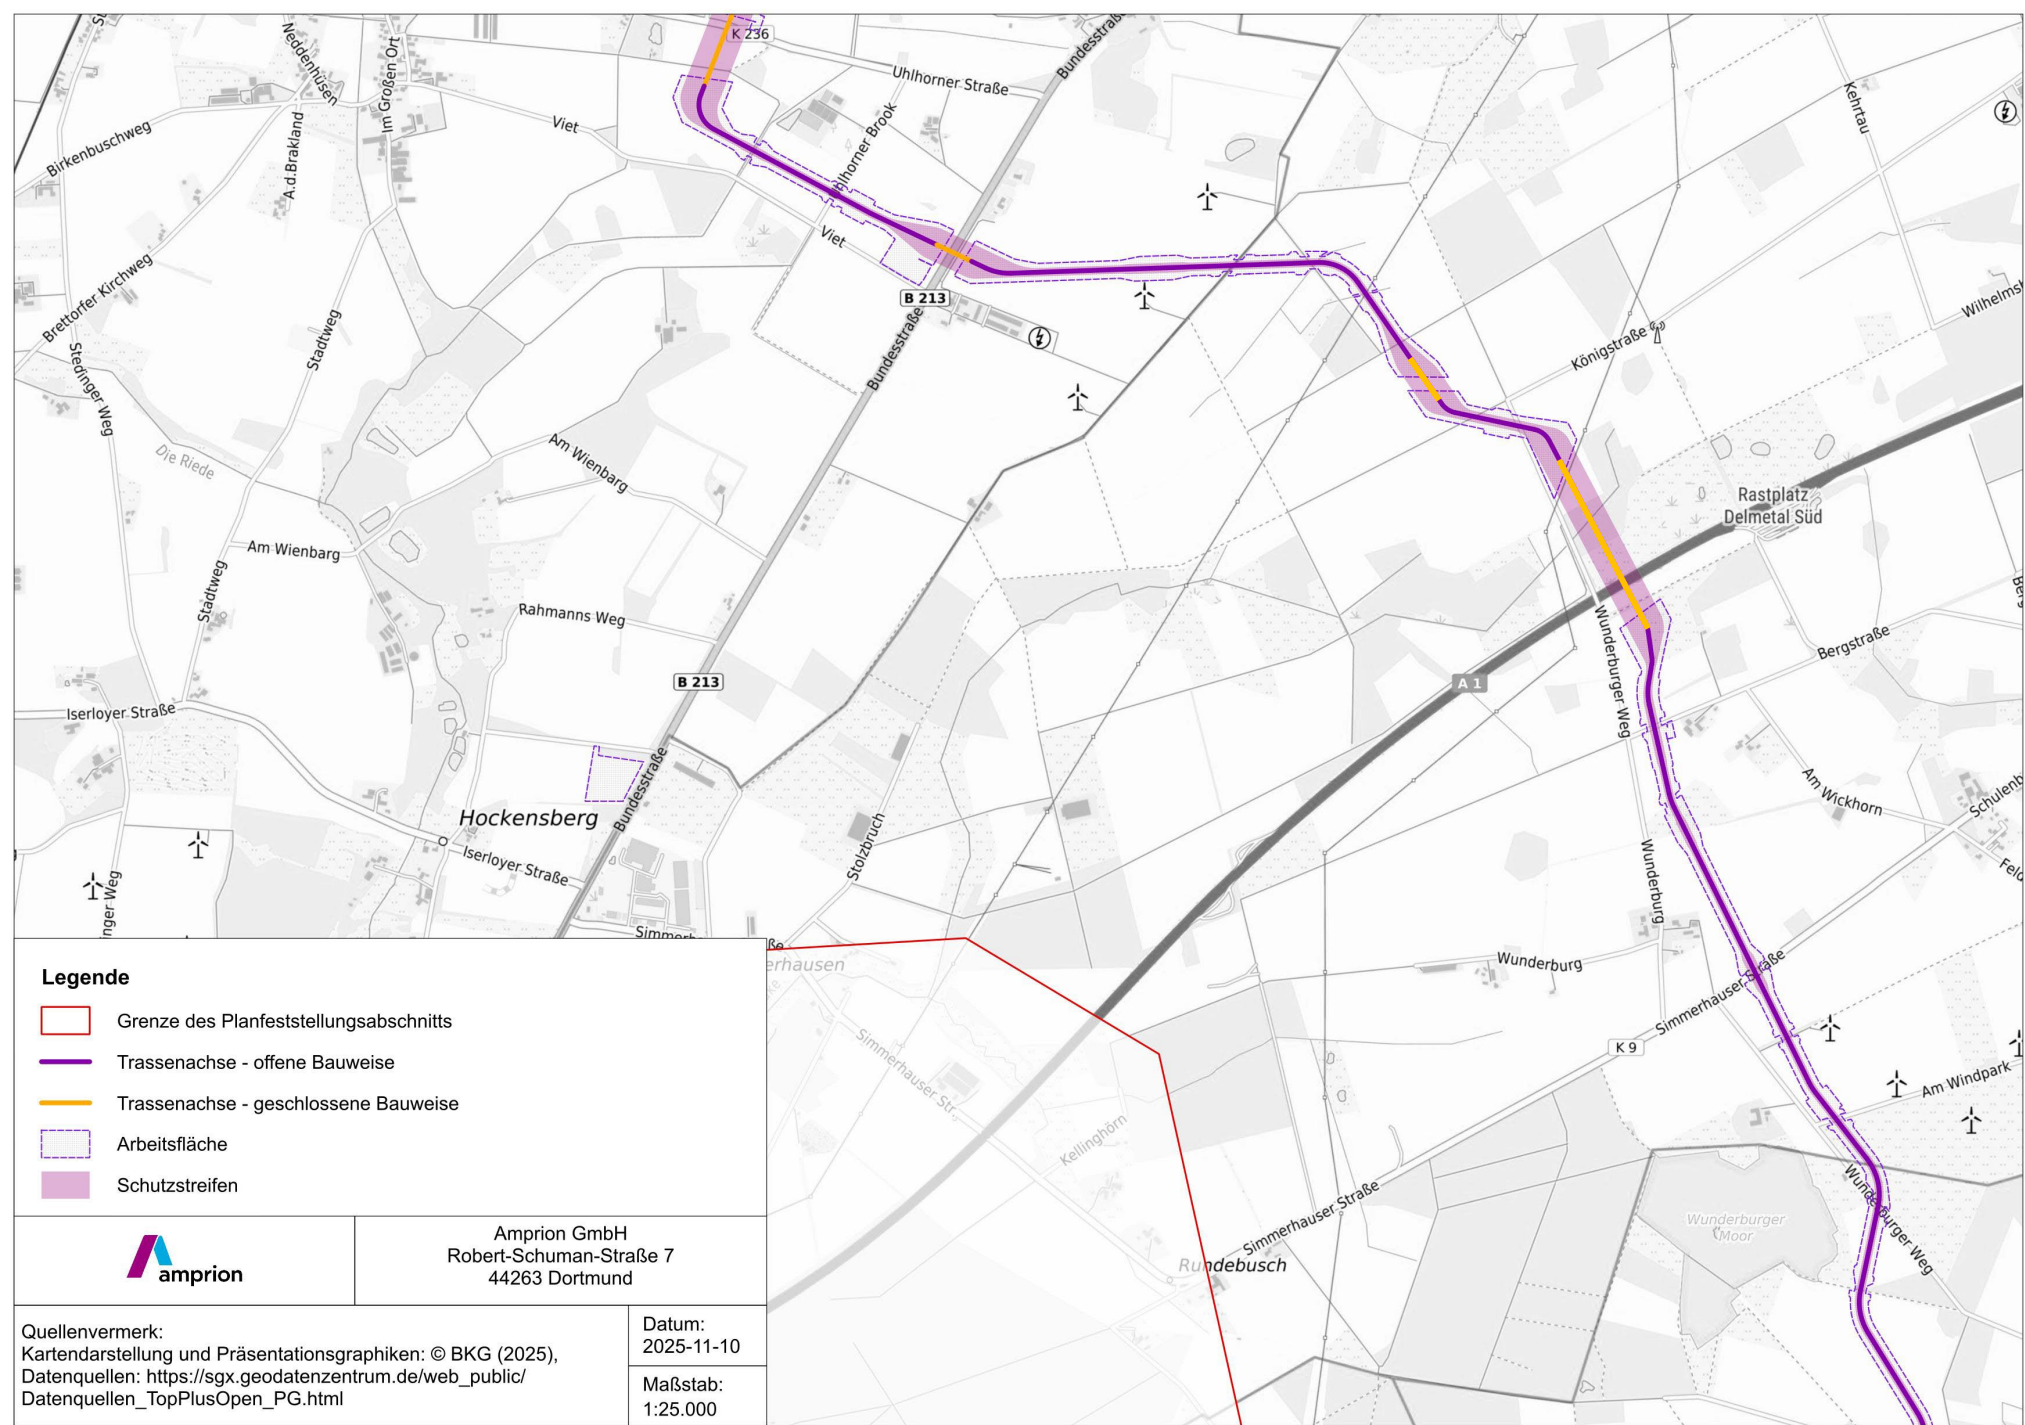 K 236
Uhlhorner Straße
Bundesstraße
Neddenhüsen
Im Großen Ort
Kehrtau
Birkenbuschweg
A.d.Brakland
Viet
Uhlhorner Brook
Viet
Brettorfer Kirchweg
Stadtweg
B 213
Bundesstraße
Königstraße
Stedinger Weg
Die Riede
Am Wienbarg
Rastplatz
Delmetal Süd
Am Wienbarg
Stadtweg
Rahmanns Weg
Wunderburger Weg
Bergstraße
B 213
A 1
Iserloyer Straße
Bundesstraße
Am Wickhorn
Hockensberg
Stolzbruch
Iserloyer Straße
Wunderburg
Wunderburg
Simmerhauser Straße
K 9
Simmerhauser Str.
Am Windpark
Kellinghörn
Simmerhauser Straße
Wunderburger Weg
Wunderburger
Moor
Rundebusch
Legende
Grenze des Planfeststellungsabschnitts
Trassenachse - offene Bauweise
Trassenachse - geschlossene Bauweise
Arbeitsfläche
Schutzstreifen
amprion
Amprion GmbH
Robert-Schuman-Straße 7
44263 Dortmund
Quellenvermerk:
Kartendarstellung und Präsentationsgraphiken: © BKG (2025),
Datenquellen: https://sgx.geodatenzentrum.de/web_public/
Datenquellen_TopPlusOpen_PG.html
Datum:
2025-11-10
Maßstab:
1:25.000